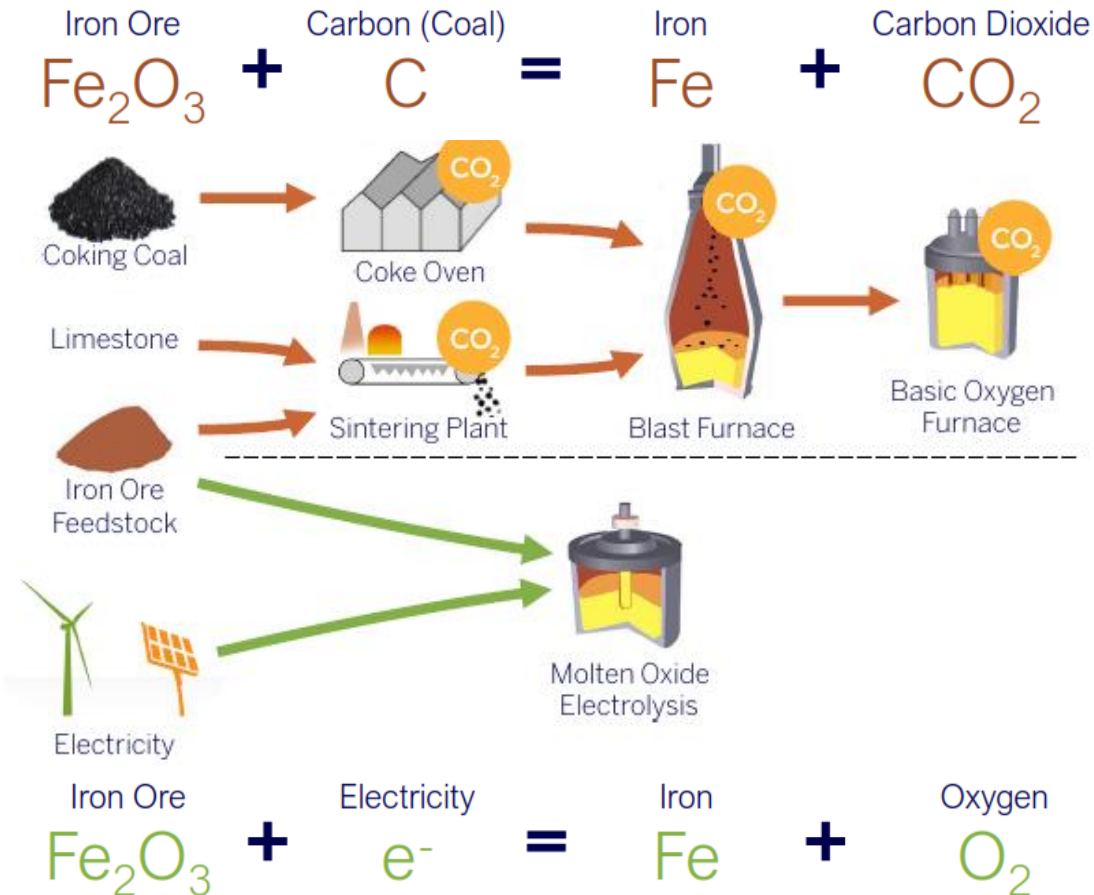 Iron Ore Carbon (Coal) Iron Carbon Dioxide
Fe₂O₃ + C = Fe + CO₂
CO₂
CO₂
CO₂
Coking Coal
Coke Oven
Limestone
CO₂
Sintering Plant
Blast Furnace
Basic Oxygen
Furnace
Iron Ore
Feedstock
Molten Oxide
Electrolysis
Electricity
Iron Ore Electricity Iron Oxygen
Fe₂O₃ + e⁻ = Fe + O₂